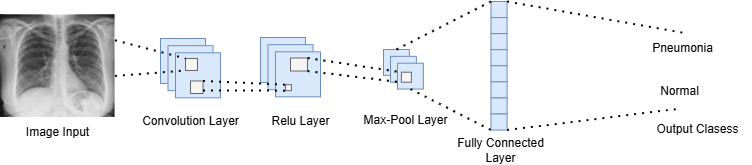 Pneumonia
Normal
Image Input
Convolution Layer
Relu Layer
Max-Pool Layer
Fully Connected
Layer
Output Clasess